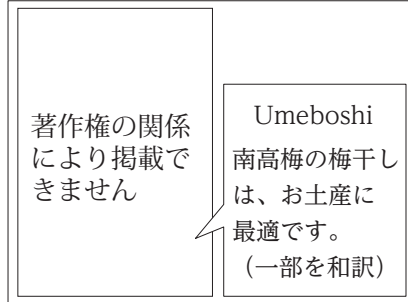 著作権の関係
により掲載で
きません
Umeboshi
南高梅の梅干し
は、お土産に
最適です。
（一部を和訳）